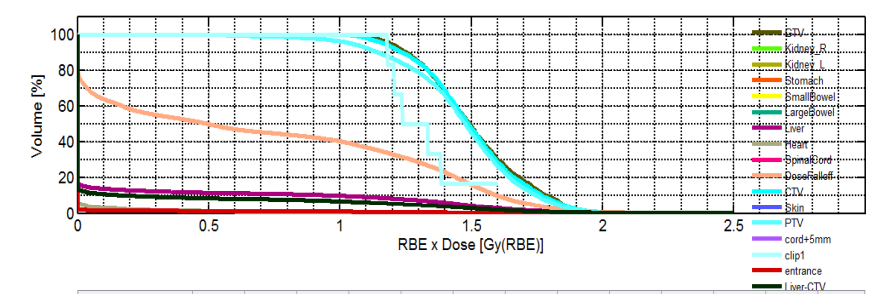 Volume [%]
100
80
60
40
20
0
0
0.5
1
1.5
2
2.5
RBE x Dose [Gy(RBE)]
GTV
Kidney_R
Kidney_L
Stomach
SmallBowel
LargeBowel
Liver
Heart
SpinalCord
DoseFalloff
CTV
Skin
PTV
cord+5mm
clip1
entrance
Liver-CTV